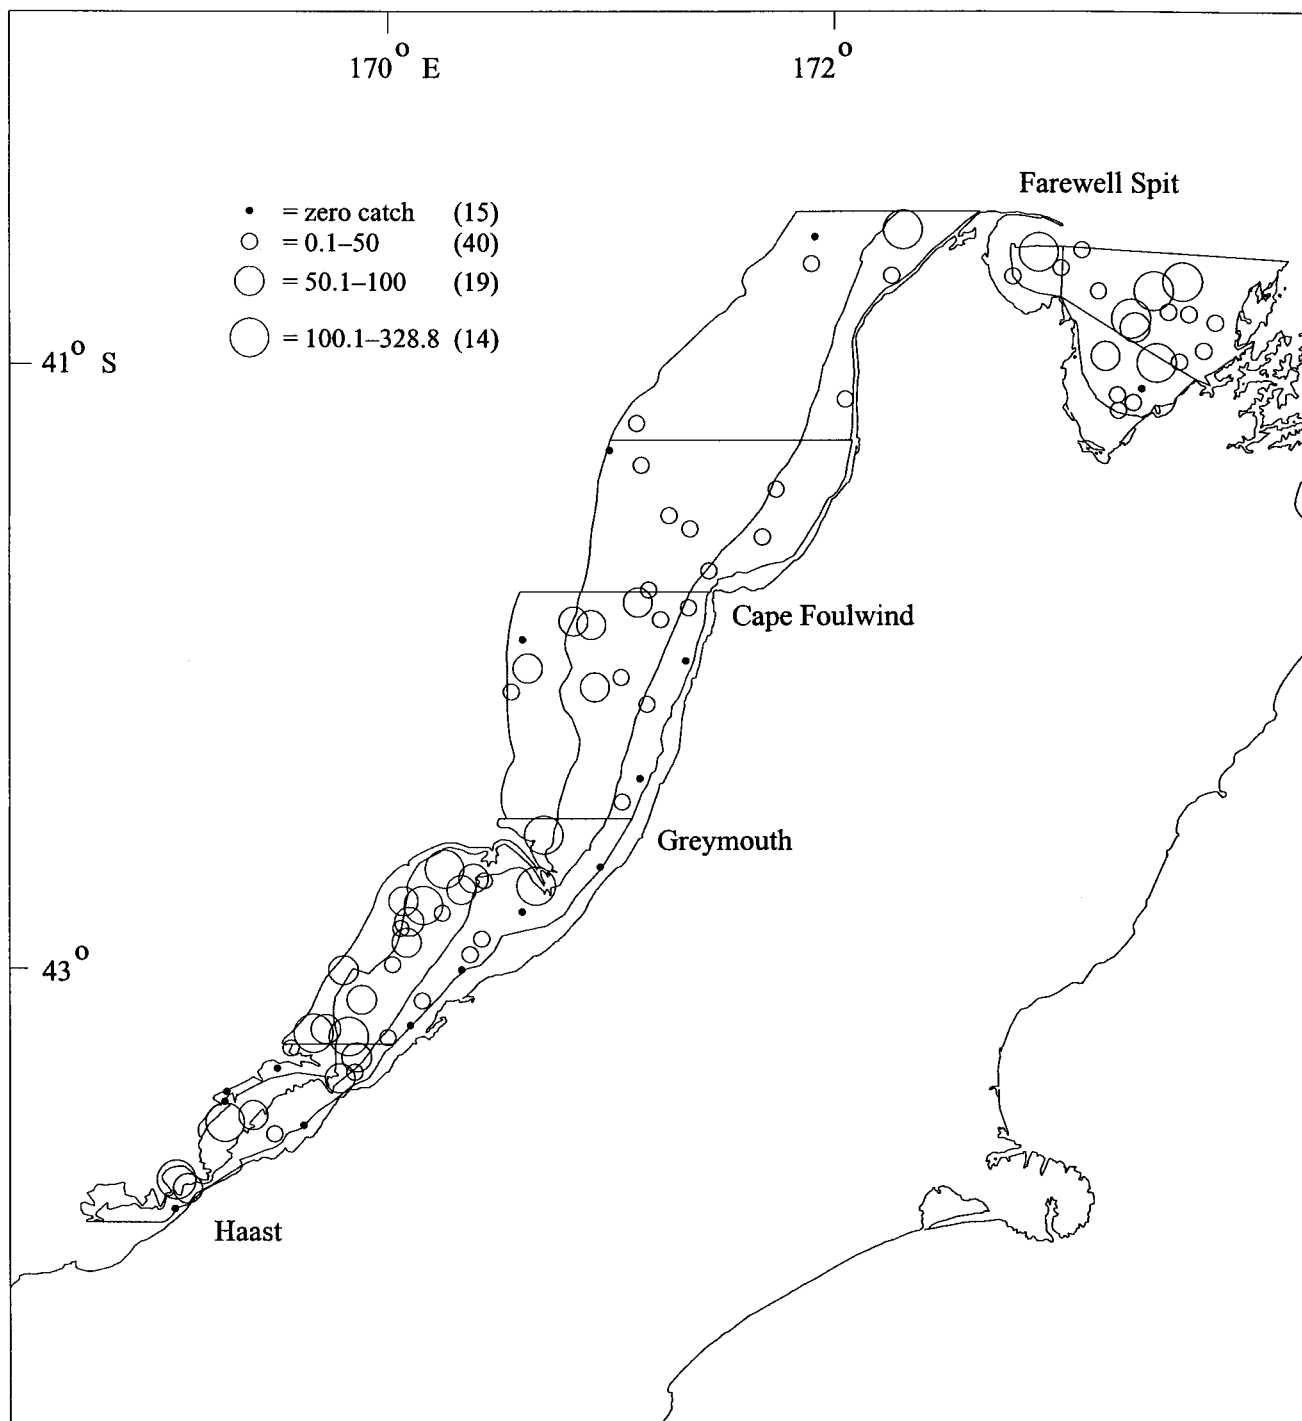 170° E
172°
Farewell Spit
= zero catch (15)
= 0.1–50 (40)
= 50.1–100 (19)
= 100.1–328.8 (14)
41° S
Cape Foulwind
Greymouth
43°
Haast